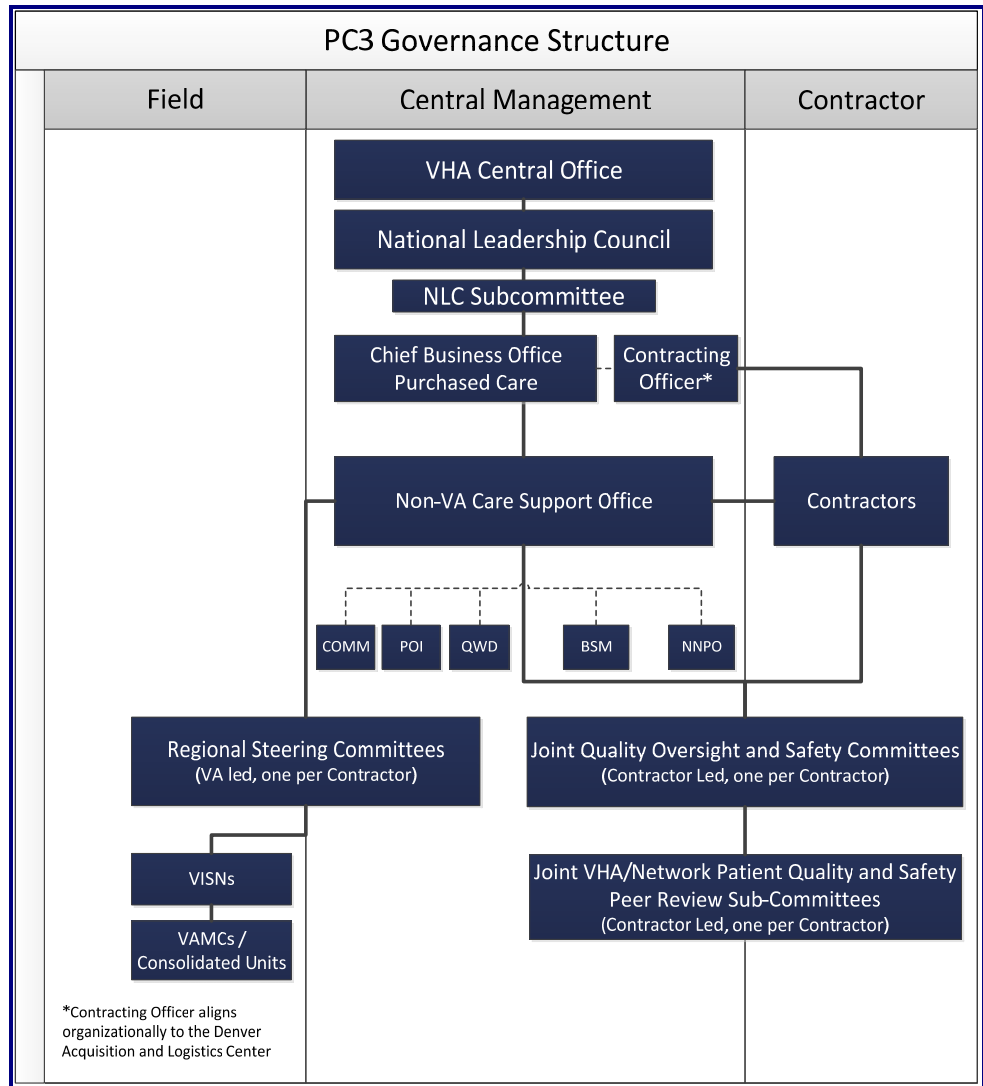 PC3 Governance Structure
Field
Central Management
Contractor
VHA Central Office
National Leadership Council
NLC Subcommittee
Chief Business Office
Purchased Care
Contracting
Officer*
Non-VA Care Support Office
Contractors
COMM
POI
QWD
BSM
NNPO
Regional Steering Committees
(VA led, one per Contractor)
Joint Quality Oversight and Safety Committees
(Contractor Led, one per Contractor)
VISNs
VAMCs /
Consolidated Units
Joint VHA/Network Patient Quality and Safety
Peer Review Sub-Committees
(Contractor Led, one per Contractor)
*Contracting Officer aligns
organizationally to the Denver
Acquisition and Logistics Center